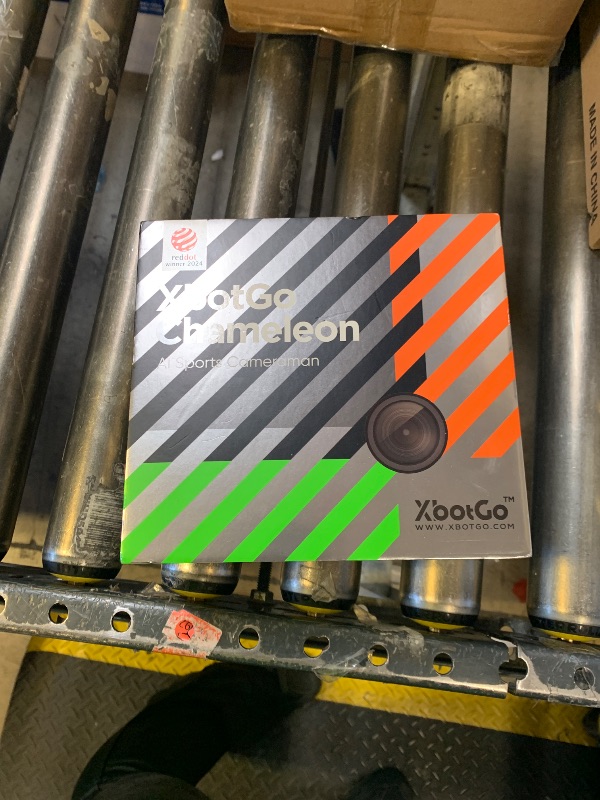 MADE IN CHINA
reddot
WINNER 2024
XbotGo
Chameleon
AI Sports Cameraman
XbotGo™
WWW.XBOTGO.COM